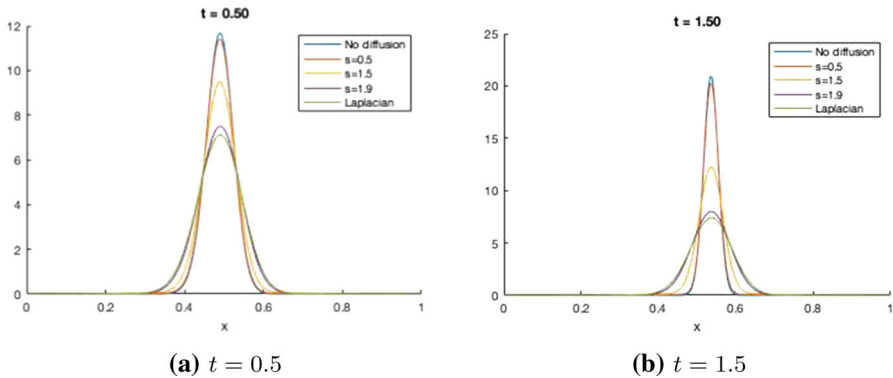 t = 0.50
12
10
8
6
4
2
0
0 0.2 0.4 0.6 0.8 1
x
No diffusion
s=0.5
s=1.5
s=1.9
Laplacian
(a) t = 0.5
t = 1.50
25
20
15
10
5
0
0 0.2 0.4 0.6 0.8 1
x
No diffusion
s=0.5
s=1.5
s=1.9
Laplacian
(b) t = 1.5